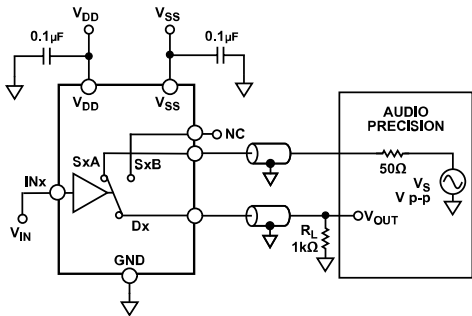 VDD
VSS
0.1µF
0.1µF
VDD
VSS
NC
AUDIO
PRECISION
SxA
SxB
INx
50Ω
VS
V p-p
Dx
VOUT
VIN
RL
1kΩ
GND